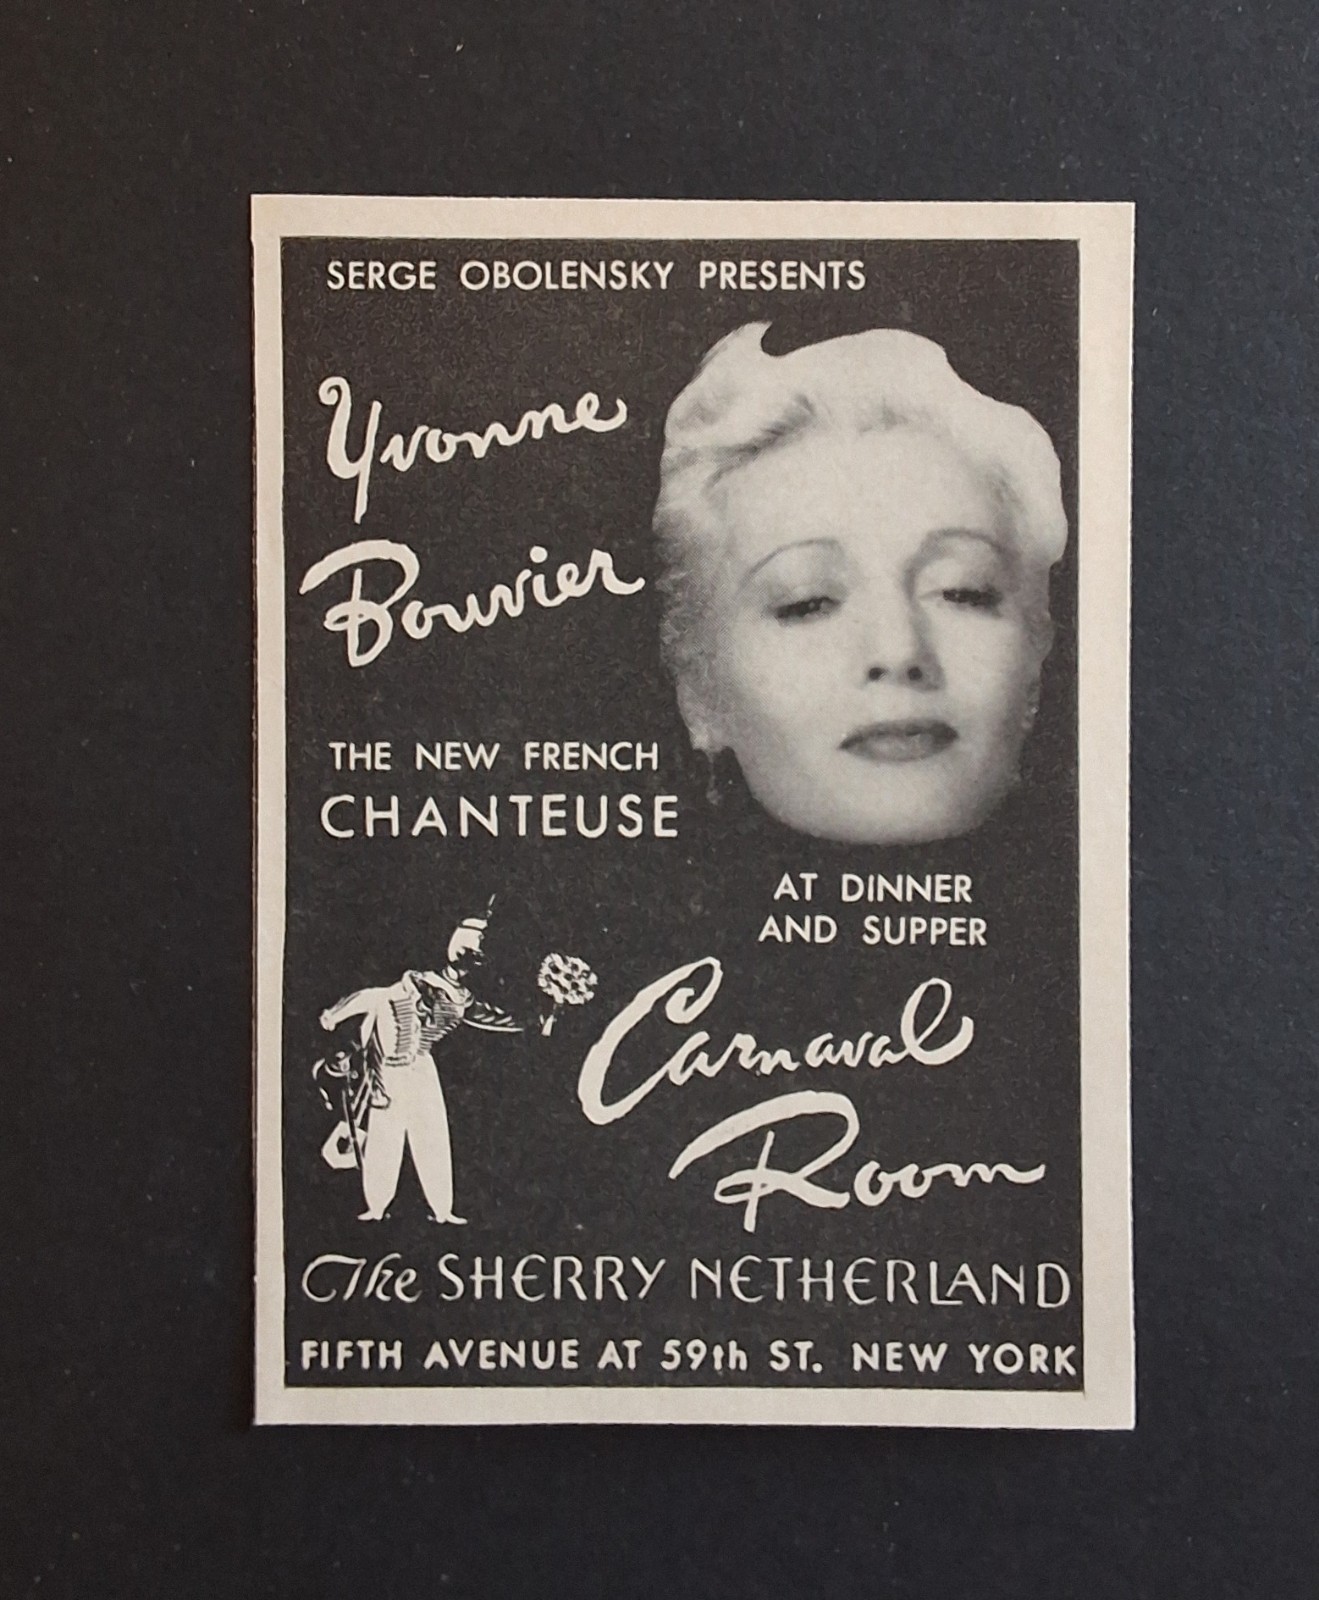 SERGE OBOLENSKY PRESENTS
Yvonne
Bouvier
THE NEW FRENCH
CHANTEUSE
AT DINNER
AND SUPPER
Carnaval
Room
The SHERRY NETHERLAND
FIFTH AVENUE AT 59th ST. NEW YORK